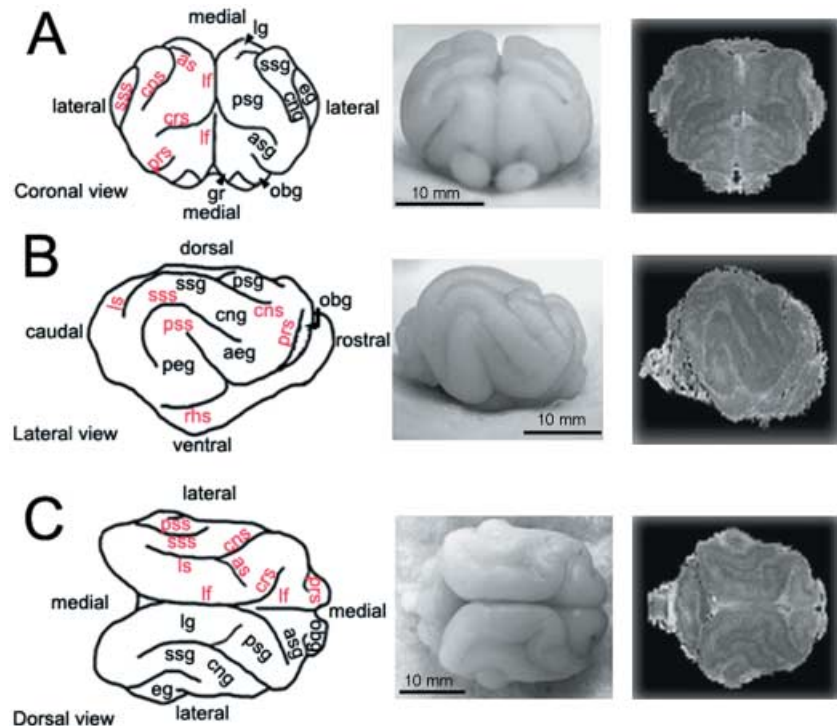 A
medial
lg
as
ssg
lf
eg
cns
sss
lateral
psg
cng
lateral
crs
lf
asg
prs
Coronal view
gr
obg
medial
10 mm
B
dorsal
psg
obg
ls
ssg
sss
cns
caudal
cng
pss
prs
rostral
aeg
peg
rhs
Lateral view
ventral
10 mm
C
lateral
pss
sss
cns
ls
as
crs
prs
lf
lf
medial
medial
lg
obg
asg
psg
ssg
cng
eg
lateral
Dorsal view
10 mm